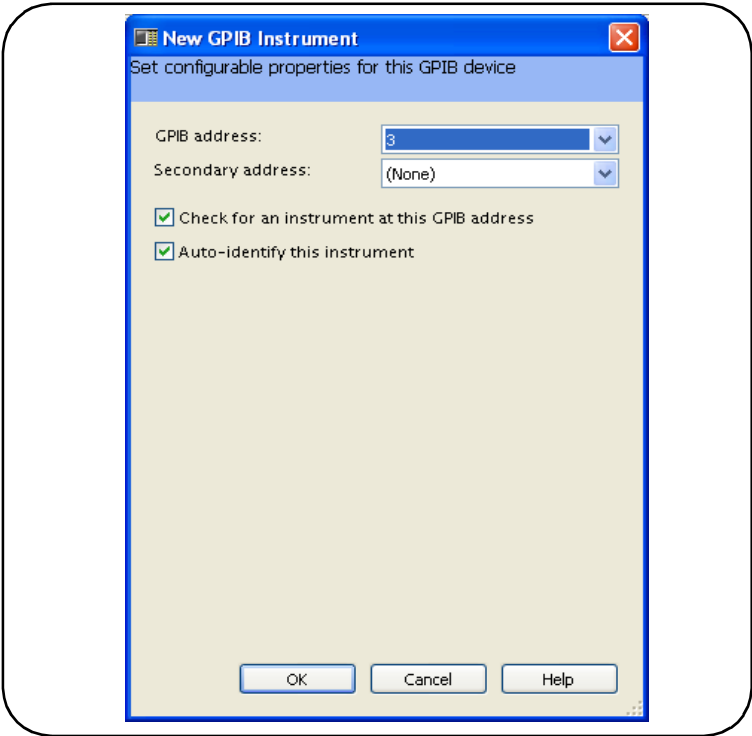 New GPIB Instrument
Set configurable properties for this GPIB device
GPIB address:
3
Secondary address:
(None)
Check for an instrument at this GPIB address
Auto-identify this instrument
OK
Cancel
Help